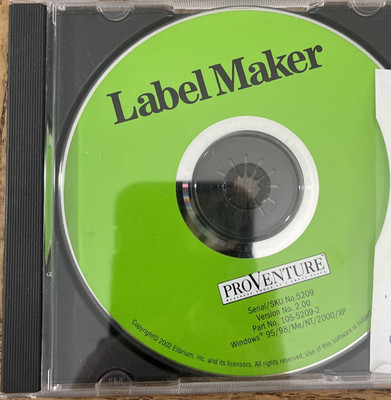 Label Maker
PROVENTURE®
Serial/SKU No.5209
Version No. 2.00
Part No. 105-5209-2
Windows® 95/98/Me/NT/2000/XP
Copyright© 2002 Elibrium, Inc. and its licensors. All rights reserved. Use of this software is